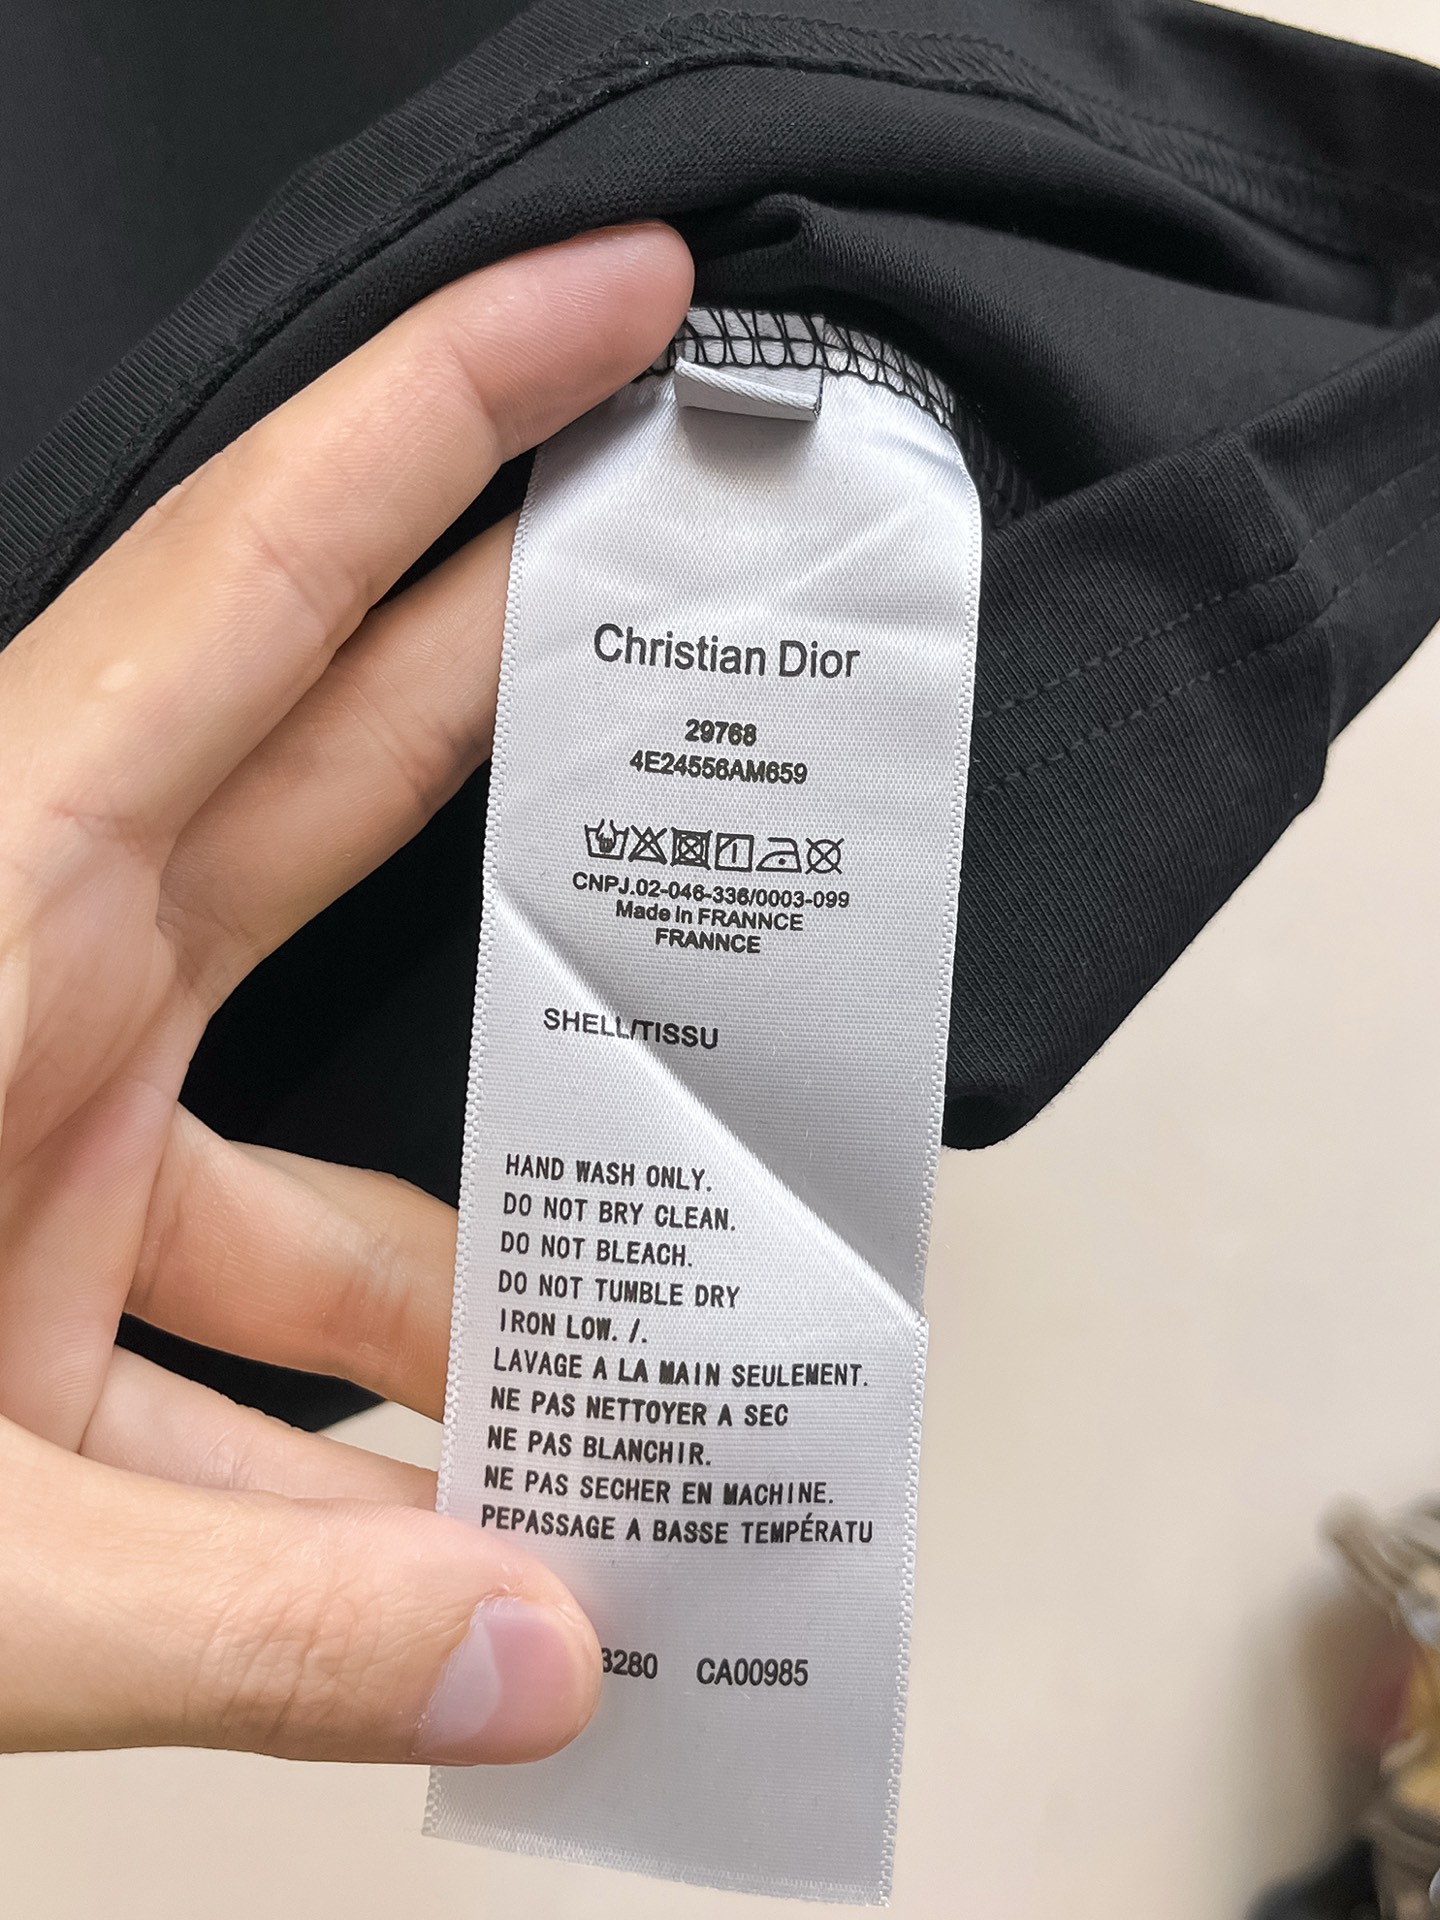 Christian Dior
29768
4E24556AM659
CNPJ.02-046-336/0003-099
Made in FRANNCE
FRANNCE
SHELL/TISSU
HAND WASH ONLY.
DO NOT BRY CLEAN.
DO NOT BLEACH.
DO NOT TUMBLE DRY
IRON LOW. /.
LAVAGE A LA MAIN SEULEMENT.
NE PAS NETTOYER A SEC
NE PAS BLANCHIR.
NE PAS SECHER EN MACHINE.
PEPASSAGE A BASSE TEMPÉRATU
3280 CA00985